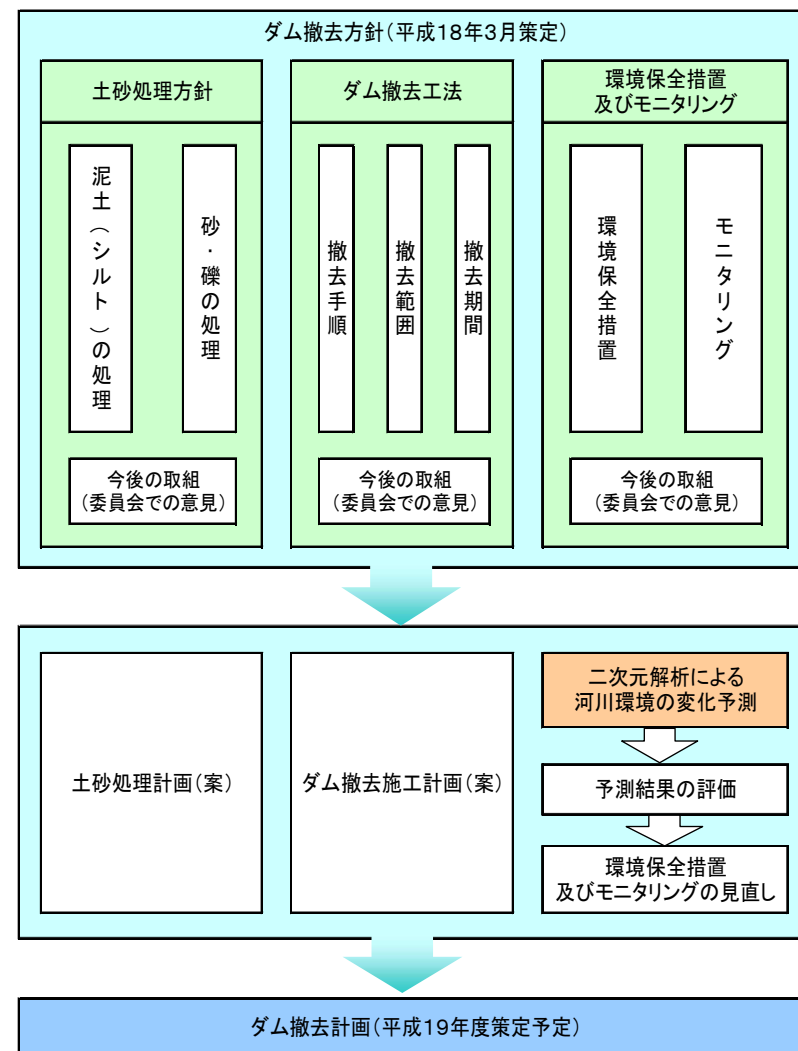 ダム撤去方針(平成18年3月策定)
土砂処理方針
泥土(シルト)の処理
砂・礫の処理
今後の取組
(委員会での意見)
ダム撤去工法
撤去手順
撤去範囲
撤去期間
今後の取組
(委員会での意見)
環境保全措置
及びモニタリング
環境保全措置
モニタリング
今後の取組
(委員会での意見)
土砂処理計画(案)
ダム撤去施工計画(案)
二次元解析による
河川環境の変化予測
予測結果の評価
環境保全措置
及びモニタリングの見直し
ダム撤去計画(平成19年度策定予定)